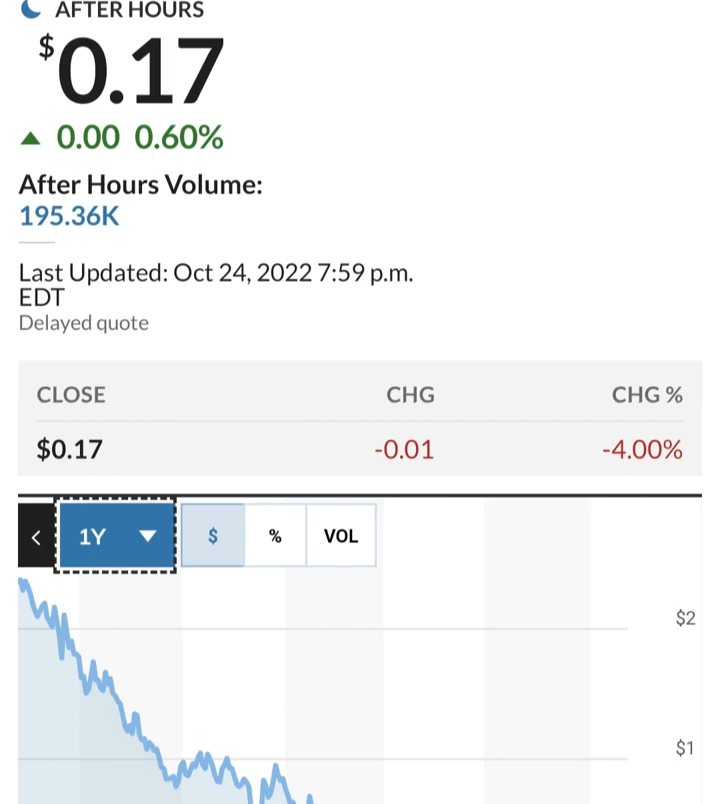 AFTER HOURS
$0.17
0.00 0.60%
After Hours Volume:
195.36K
Last Updated: Oct 24, 2022 7:59 p.m.
EDT
Delayed quote
CLOSE CHG CHG %
$0.17 -0.01 -4.00%
1Y $ % VOL
$2
$1